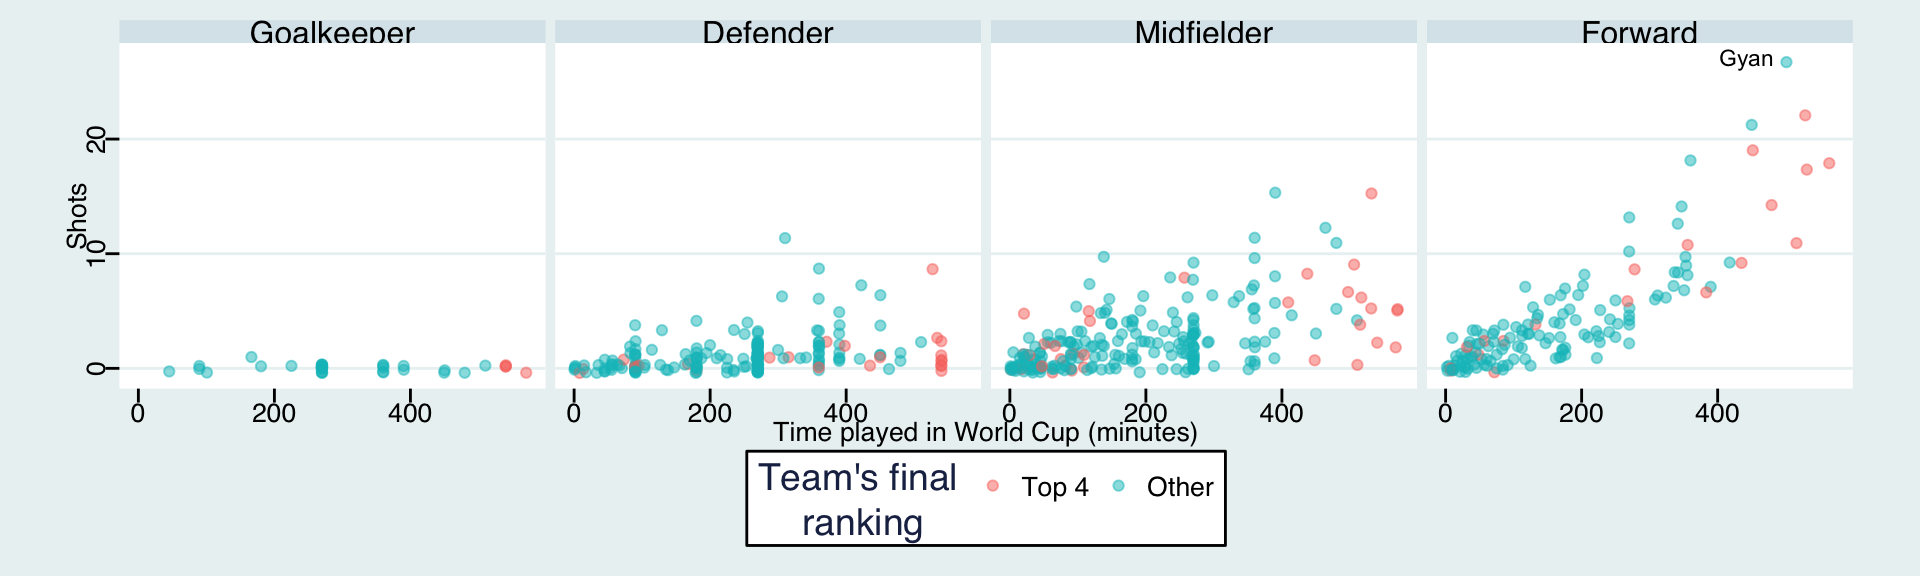 Goalkeeper Defender Midfielder Forward
Gyan
20
10
0
Shots
0 200 400 0 200 400 0 200 400 0 200 400
Time played in World Cup (minutes)
Team's final
ranking
Top 4 Other